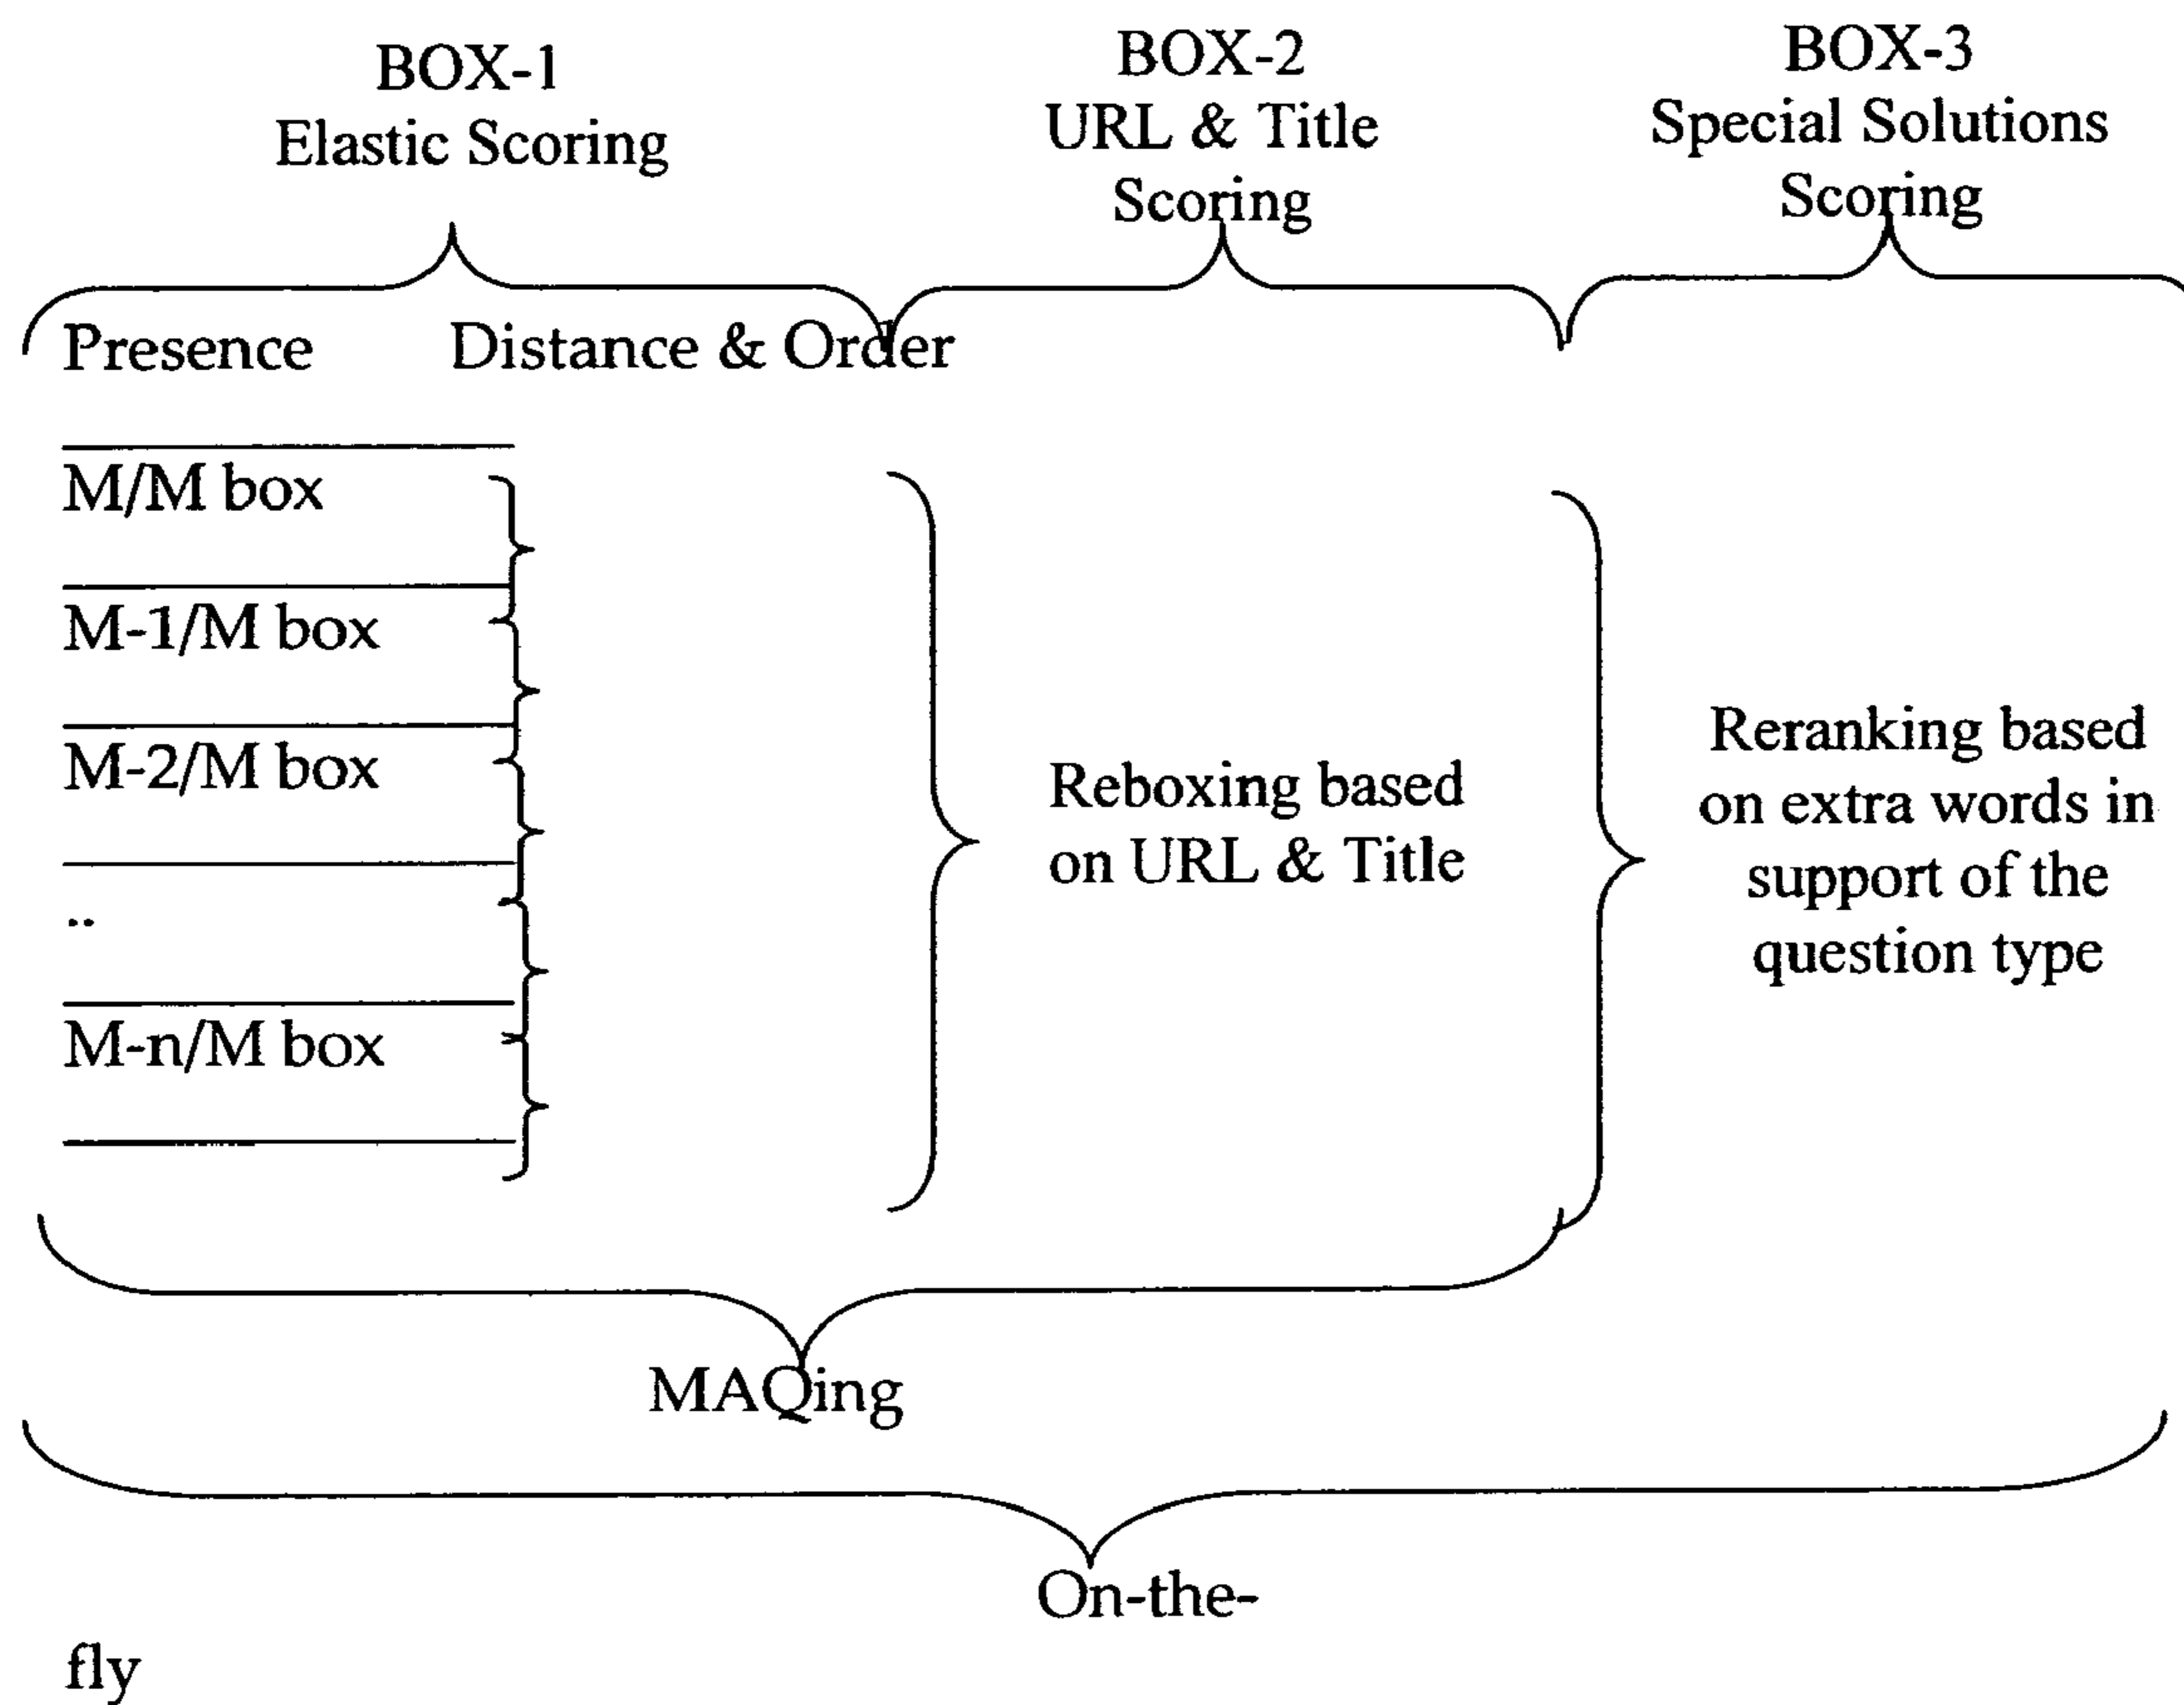 BOX-1
Elastic Scoring
BOX-2
URL & Title
Scoring
BOX-3
Special Solutions
Scoring
Presence
Distance & Order
M/M box
M-1/M box
M-2/M box
..
M-n/M box
Reboxing based
on URL & Title
Reranking based
on extra words in
support of the
question type
MAQing
On-the-
fly